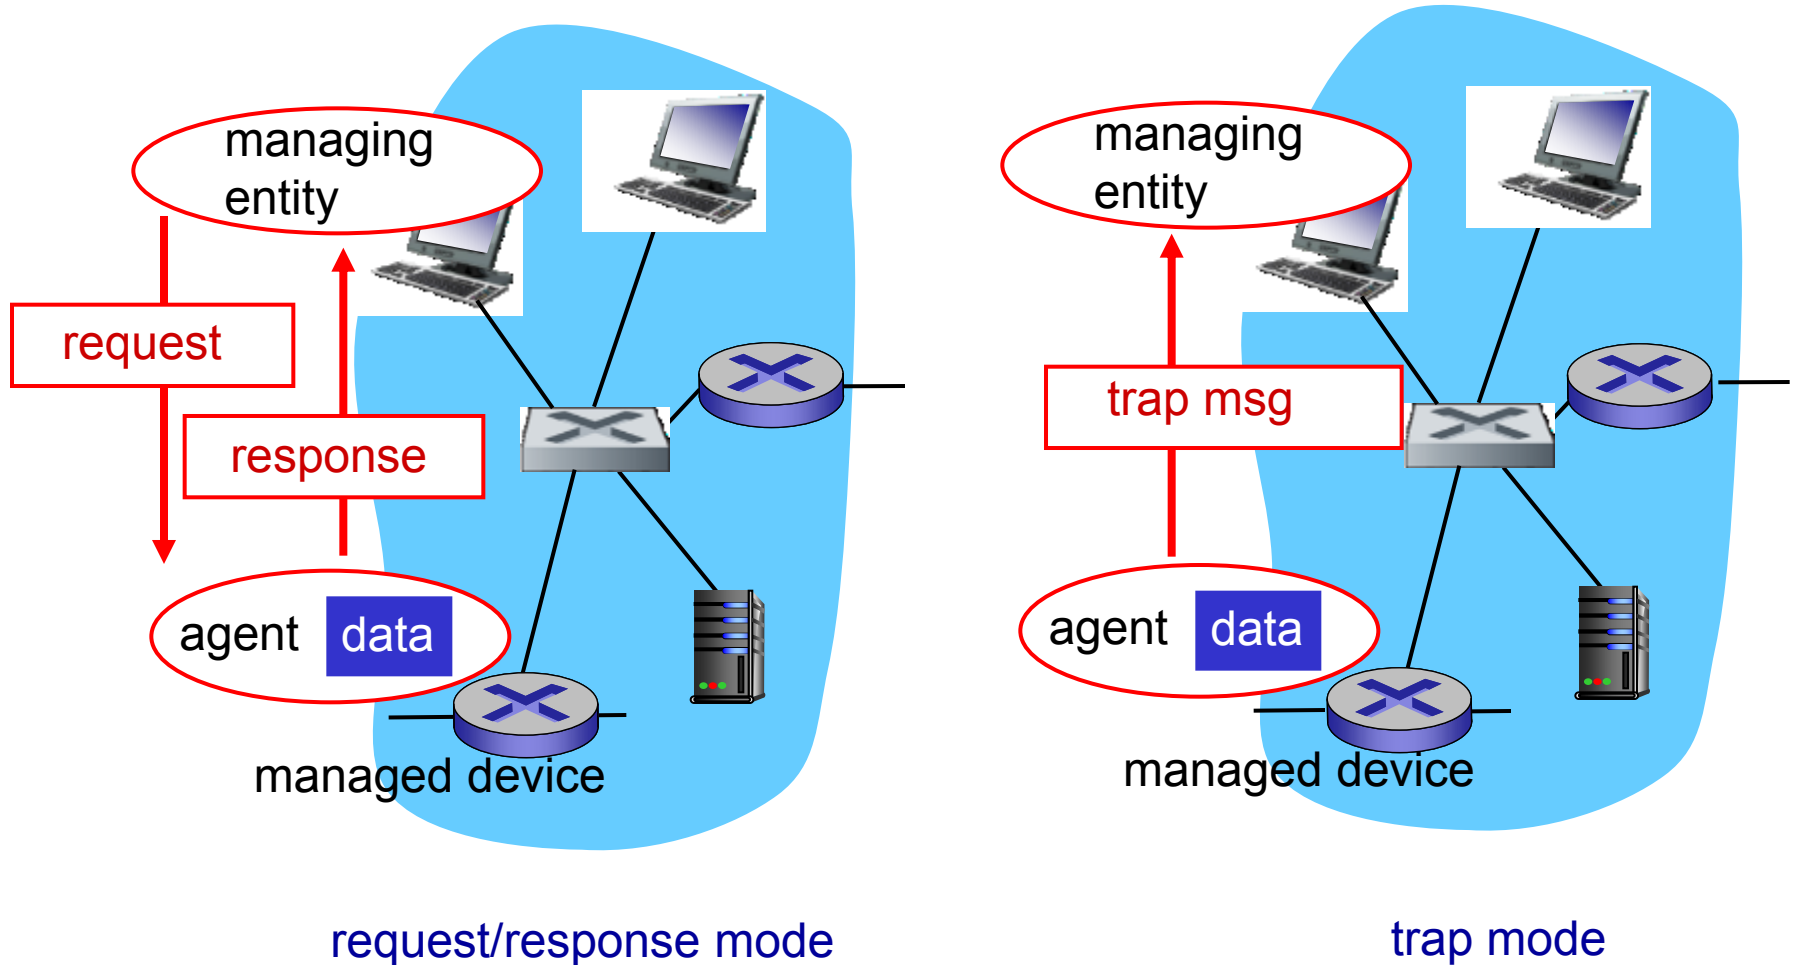 managing
entity
request
response
agent
data
managed device
request/response mode
managing
entity
trap msg
agent
data
managed device
trap mode